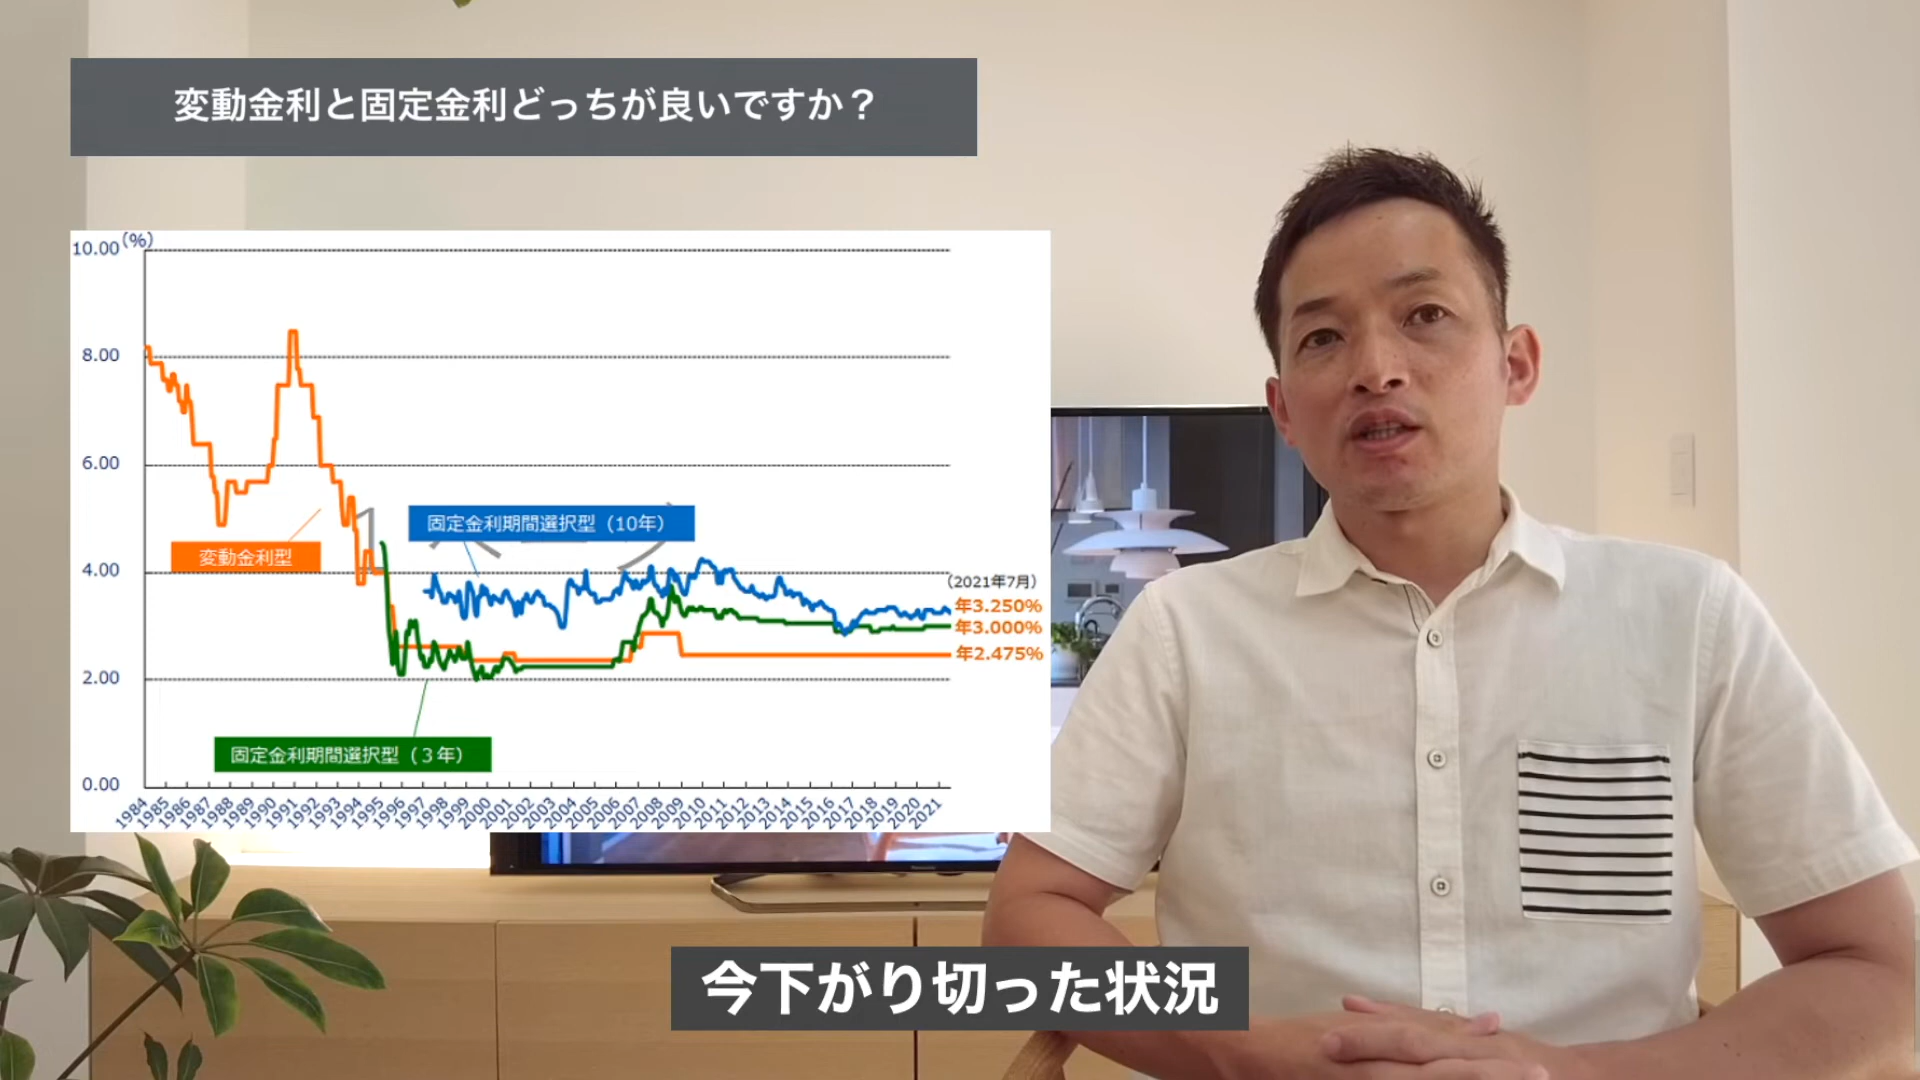 変動金利と固定金利どっちが良いですか？
10.00 (%)
8.00
6.00
4.00
2.00
0.00
変動金利型
固定金利期間選択型（10年）
固定金利期間選択型（３年）
（2021年7月）
年3.250%
年3.000%
年2.475%
1984 1985 1986 1987 1988 1989 1990 1991 1992 1993 1994 1995 1996 1997 1998 1999 2000 2001 2002 2003 2004 2005 2006 2007 2008 2009 2010 2011 2012 2013 2014 2015 2016 2017 2018 2019 2020 2021
今下がり切った状況